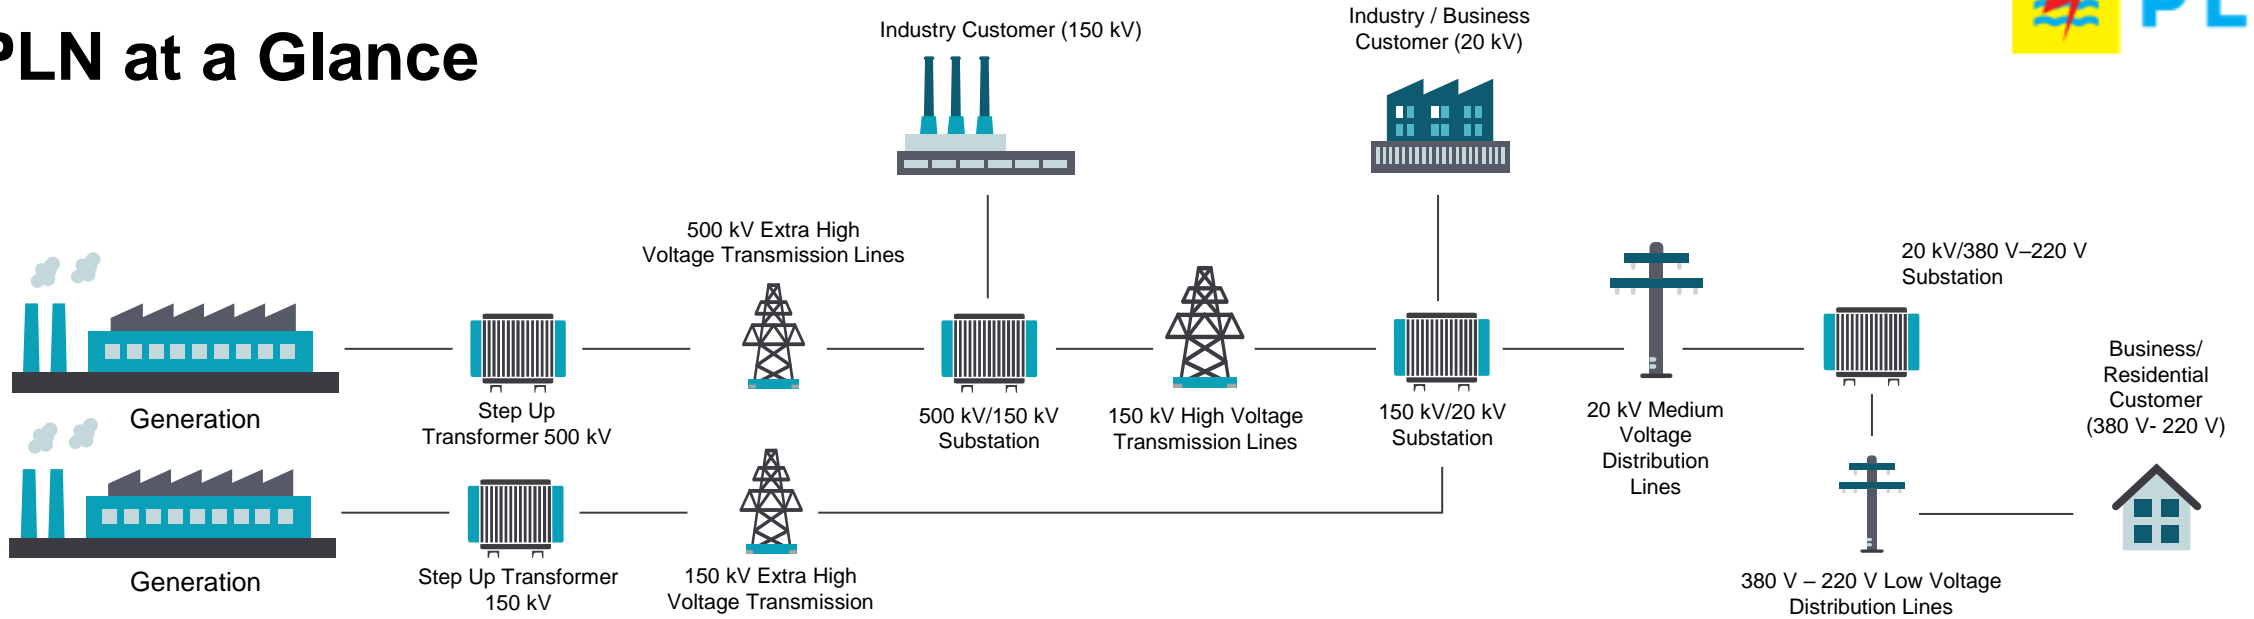 PLN at a Glance
PL
Industry Customer (150 kV)
Industry / Business
Customer (20 kV)
500 kV Extra High
Voltage Transmission Lines
20 kV/380 V–220 V
Substation
Generation
Step Up
Transformer 500 kV
500 kV/150 kV
Substation
150 kV High Voltage
Transmission Lines
150 kV/20 kV
Substation
20 kV Medium
Voltage
Distribution
Lines
Business/
Residential
Customer
(380 V- 220 V)
Generation
Step Up Transformer
150 kV
150 kV Extra High
Voltage Transmission
380 V – 220 V Low Voltage
Distribution Lines